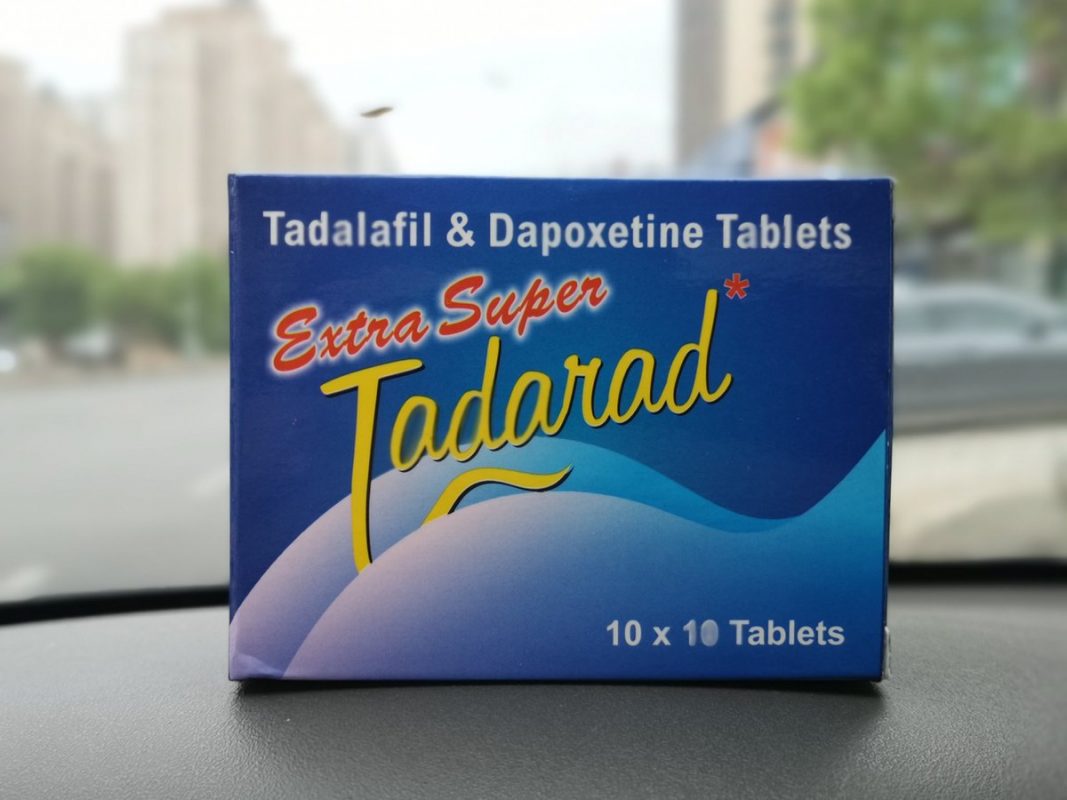 Tadalafil & Dapoxetine Tablets
Extra Super
Tadarad*
10 x 10 Tablets